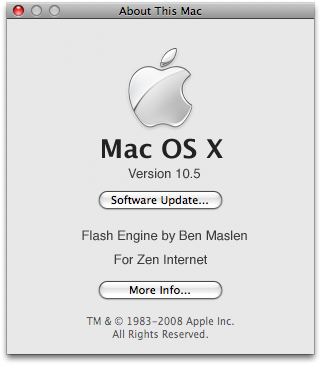 About This Mac
Mac OS X
Version 10.5
Software Update...
Flash Engine by Ben Maslen
For Zen Internet
More Info...
TM & © 1983-2008 Apple Inc.
All Rights Reserved.